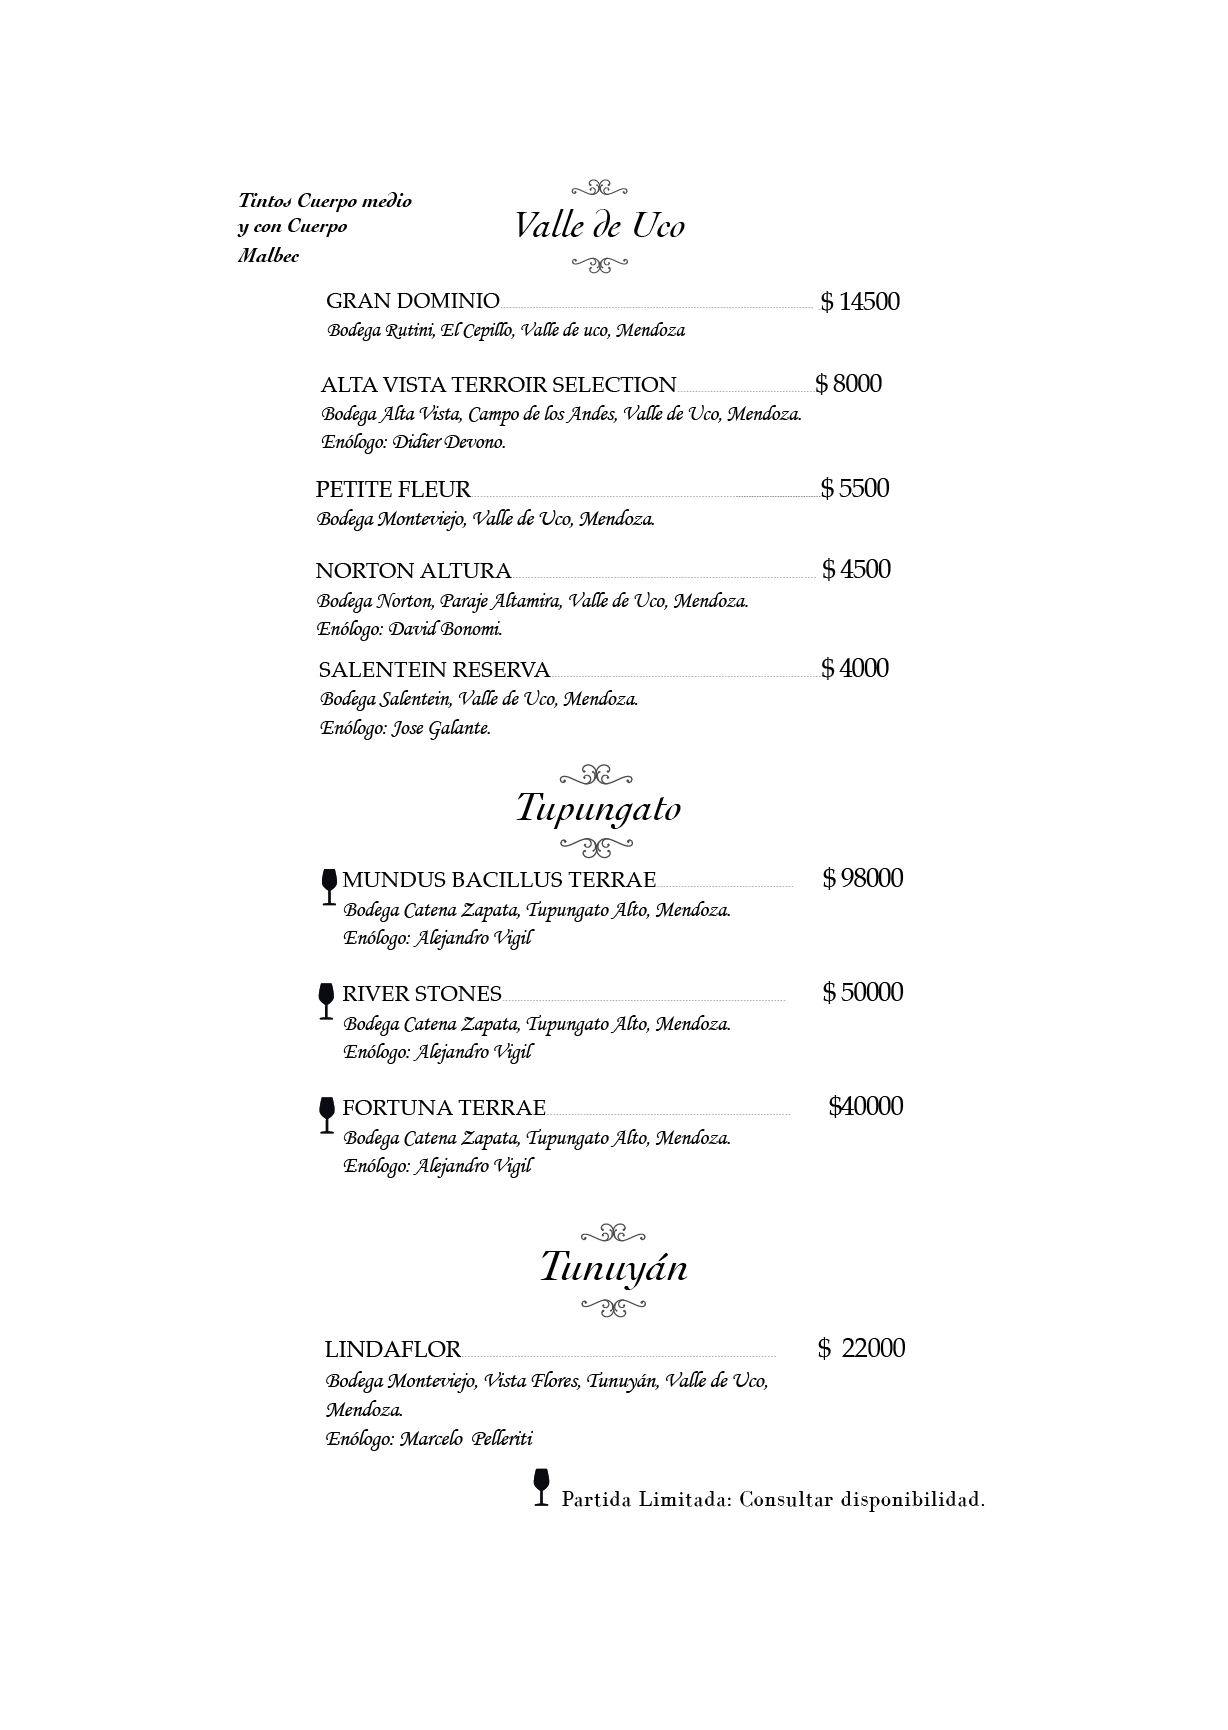 Tintos Cuerpo medio
y con Cuerpo
Malbec
Valle de Uco
GRAN DOMINIO $ 14500
Bodega Rutini, El Cepillo, Valle de uco, Mendoza
ALTA VISTA TERROIR SELECTION $ 8000
Bodega Alta Vista, Campo de los Andes, Valle de Uco, Mendoza.
Enólogo: Didier Devono.
PETITE FLEUR $ 5500
Bodega Monteviejo, Valle de Uco, Mendoza.
NORTON ALTURA $ 4500
Bodega Norton, Paraje Altamira, Valle de Uco, Mendoza.
Enólogo: David Bonomi.
SALENTEIN RESERVA $ 4000
Bodega Salentein, Valle de Uco, Mendoza.
Enólogo: Jose Galante.
Tupungato
MUNDUS BACILLUS TERRAE $ 98000
Bodega Catena Zapata, Tupungato Alto, Mendoza.
Enólogo: Alejandro Vigil
RIVER STONES $ 50000
Bodega Catena Zapata, Tupungato Alto, Mendoza.
Enólogo: Alejandro Vigil
FORTUNA TERRAE $40000
Bodega Catena Zapata, Tupungato Alto, Mendoza.
Enólogo: Alejandro Vigil
Tunuyán
LINDAFLOR $ 22000
Bodega Monteviejo, Vista Flores, Tunuyán, Valle de Uco,
Mendoza.
Enólogo: Marcelo Pelleriti
Partida Limitada: Consultar disponibilidad.